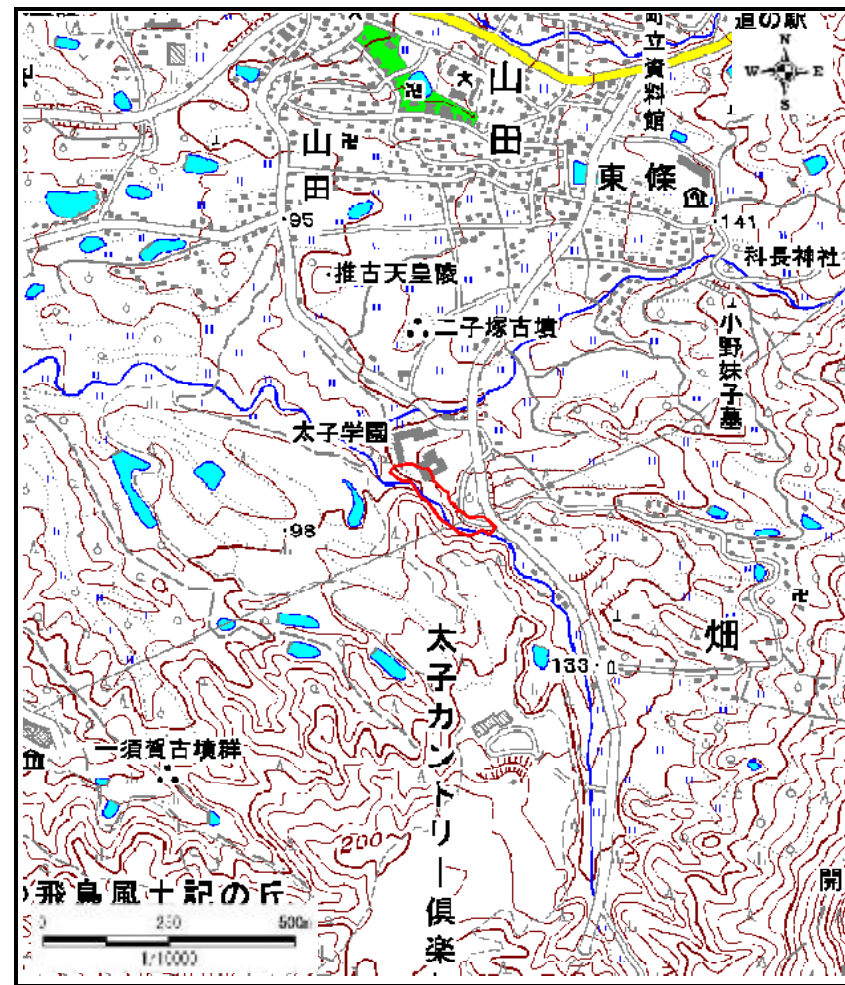 道の駅
N
W E
S
町立資料館
山田
山田
東條
141
95
科長神社
推古天皇陵
二子塚古墳
小野妹子墓
太子学園
98
畑
133
太子カントリー倶楽
一須賀古墳群
200
飛鳥風土記の丘
開
0 250 500m
1/10000